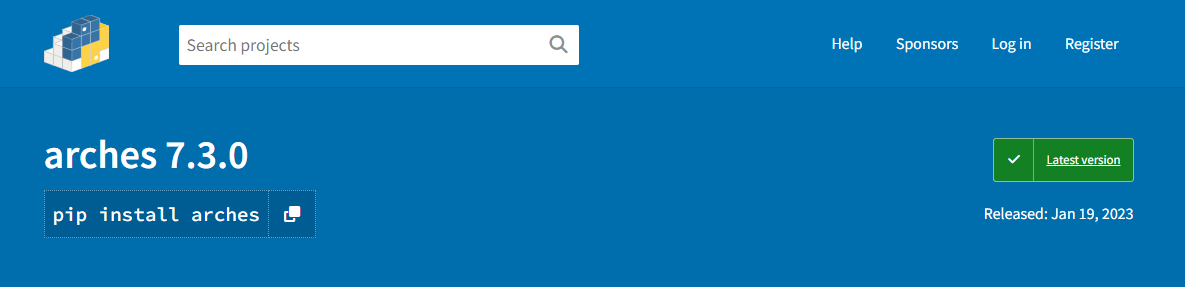 Search projects
Help Sponsors Log in Register
arches 7.3.0
Latest version
pip install arches
Released: Jan 19, 2023